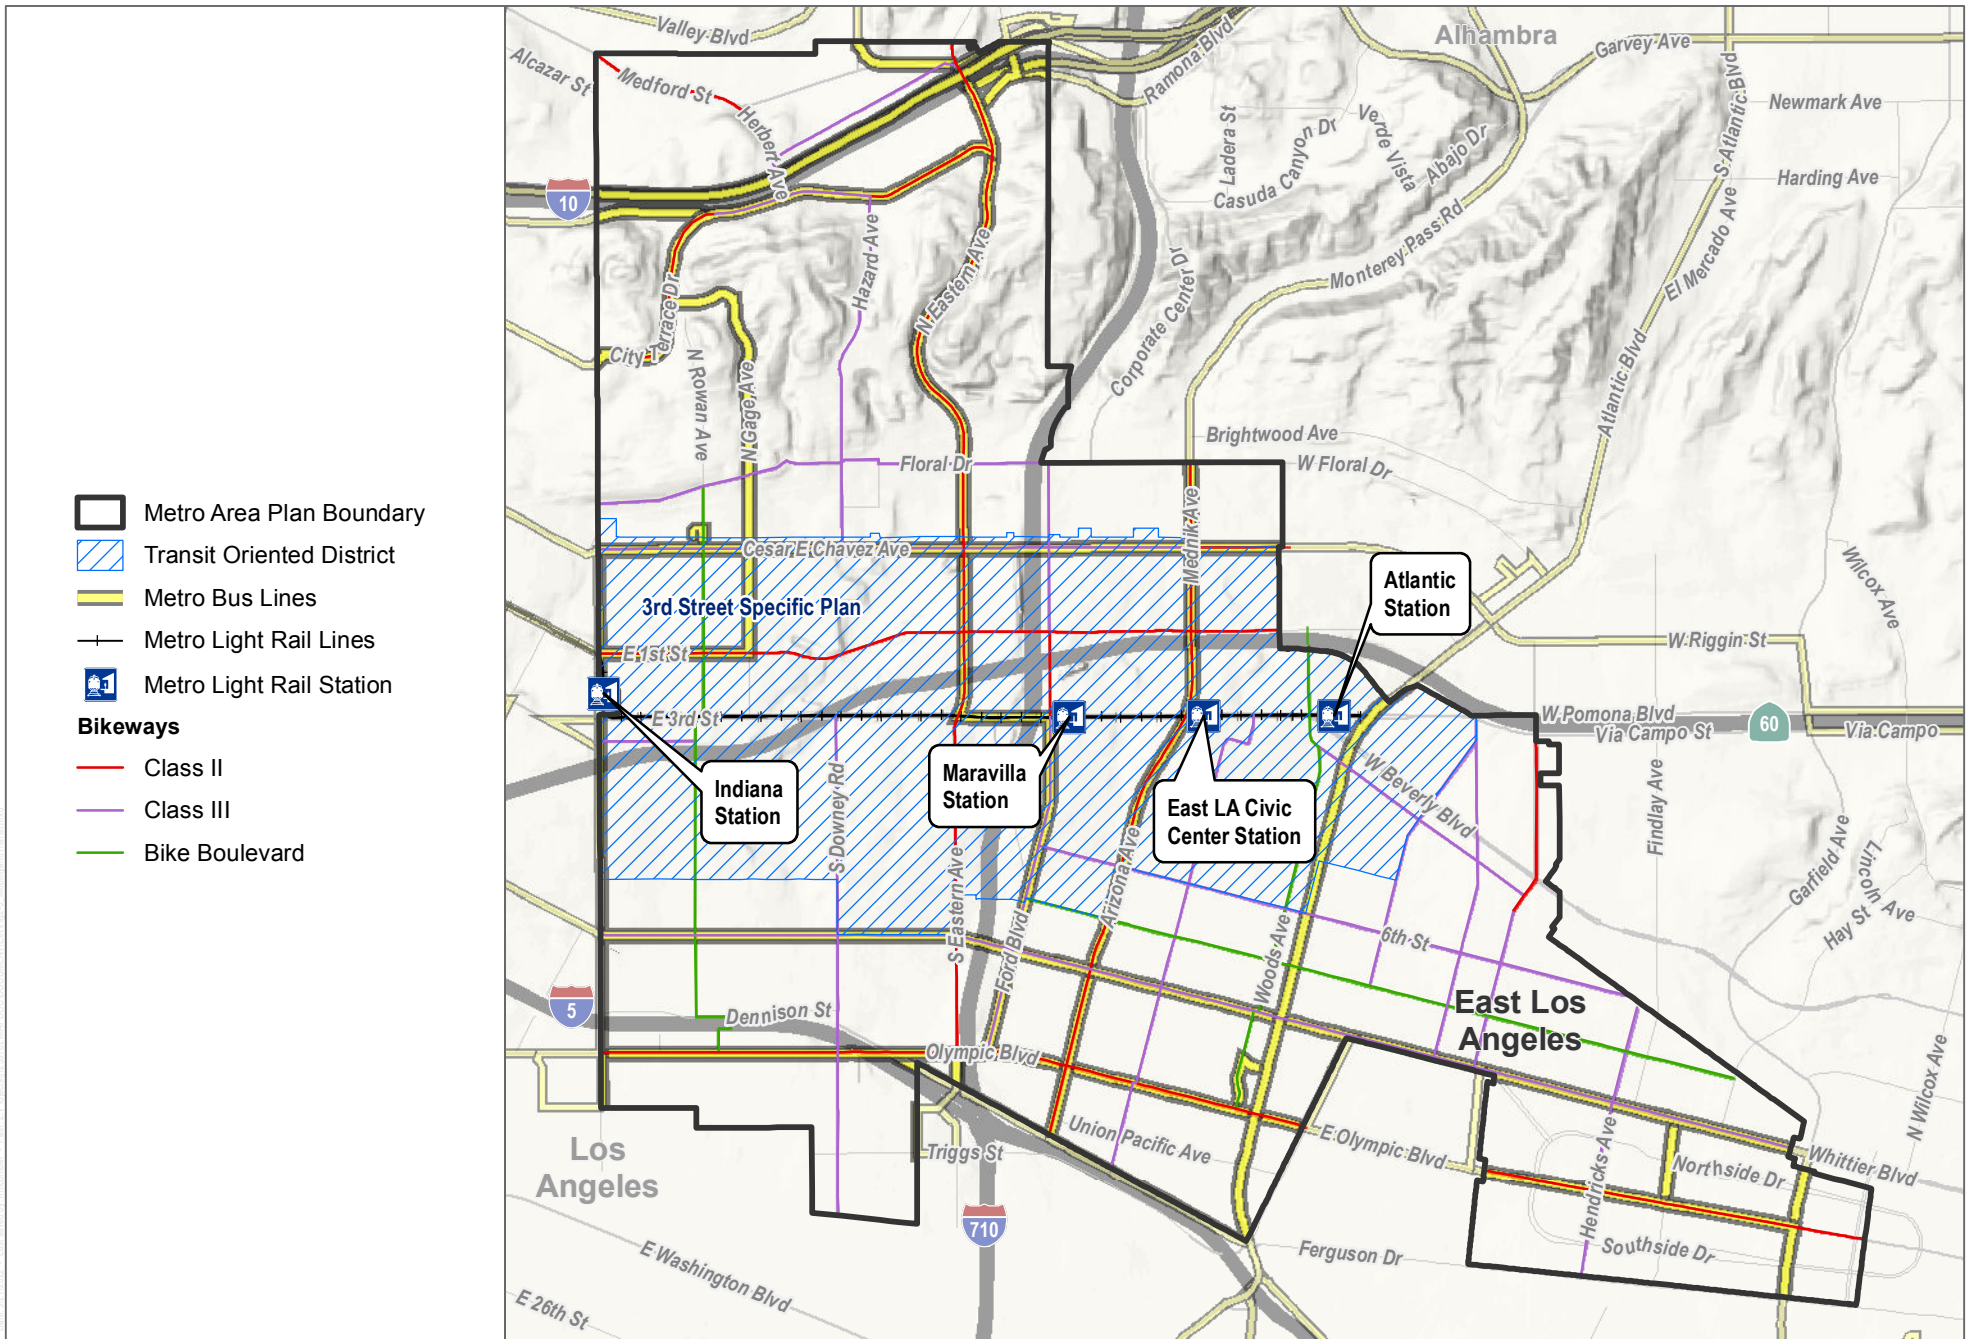 Metro Area Plan Boundary
Transit Oriented District
Metro Bus Lines
Metro Light Rail Lines
Metro Light Rail Station
Bikeways
Class II
Class III
Bike Boulevard
Valley Blvd
Alhambra
Garvey Ave
Alcazar St
Medford St
Ramona Blvd
Herbert Ave
Newmark Ave
S Atlantic Blvd
Ladera St
Casuda Canyon Dr
Verde Vista
Abajo Dr
Harding Ave
10
Hazard Ave
N Eastern Ave
Corporate Center Dr
Monterey Pass Rd
El Mercado Ave
City Terrace Dr
N Rowan Ave
N Gage Ave
Atlantic Blvd
Brightwood Ave
Floral Dr
W Floral Dr
Mednik Ave
Cesar E Chavez Ave
Wilcox Ave
Atlantic
Station
3rd Street Specific Plan
E 1st St
W Riggin St
E 3rd St
W Pomona Blvd
Via Campo St
60
Via Campo
Indiana
Station
S Downey Rd
Maravilla
Station
East LA Civic
Center Station
W Beverly Blvd
Findlay Ave
Garfield Ave
Lincoln Ave
Hay St
S Eastern Ave
Ford Blvd
Arizona Ave
Woods Ave
6th St
5
Dennison St
East Los
Angeles
Olympic Blvd
N Wilcox Ave
Los
Angeles
Triggs St
Union Pacific Ave
E Olympic Blvd
Hendricks Ave
Northside Dr
Whittier Blvd
710
Southside Dr
Ferguson Dr
E Washington Blvd
E 26th St